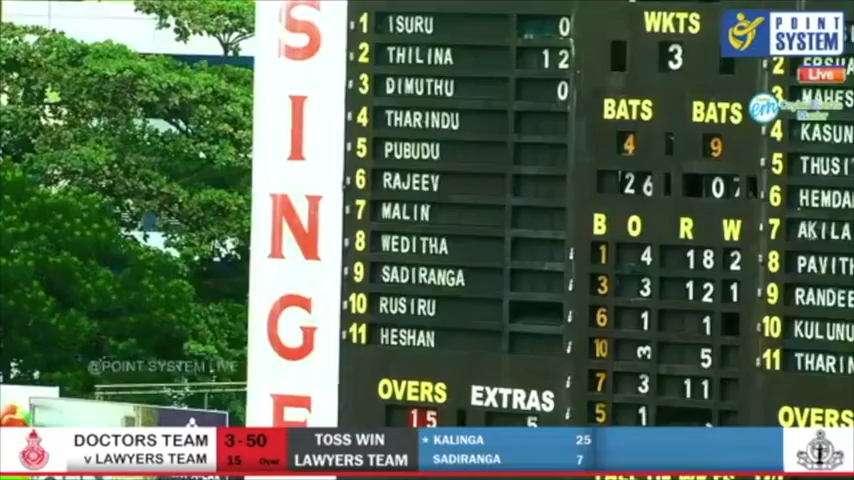 SINGE
1 ISURU 0
2 THILINA 12
3 DIMUTHU 0
4 THARINDU
5 PUBUDU
6 RAJEEV
7 MALIN
8 WEDITHA
9 SADIRANGA
10 RUSIRU
11 HESHAN
OVERS
15
EXTRAS
5
WKTS
3
BATS BATS
4 9
26 07
B O R W
1 4 18 2
3 3 12 1
6 1 1
10 3 5
7 3 11
5 1
2
3 MAHES
4 KASUN
5 THUSI
6 HEMDA
7 AKILA
8 PAVITH
9 RANDEE
10 KULUNU
11 THARIN
OVERS
POINT
SYSTEM
Live
em
@POINT SYSTEM LIVE
DOCTORS TEAM
v LAWYERS TEAM
3-50
15 Over
TOSS WIN
LAWYERS TEAM
* KALINGA 25
SADIRANGA 7